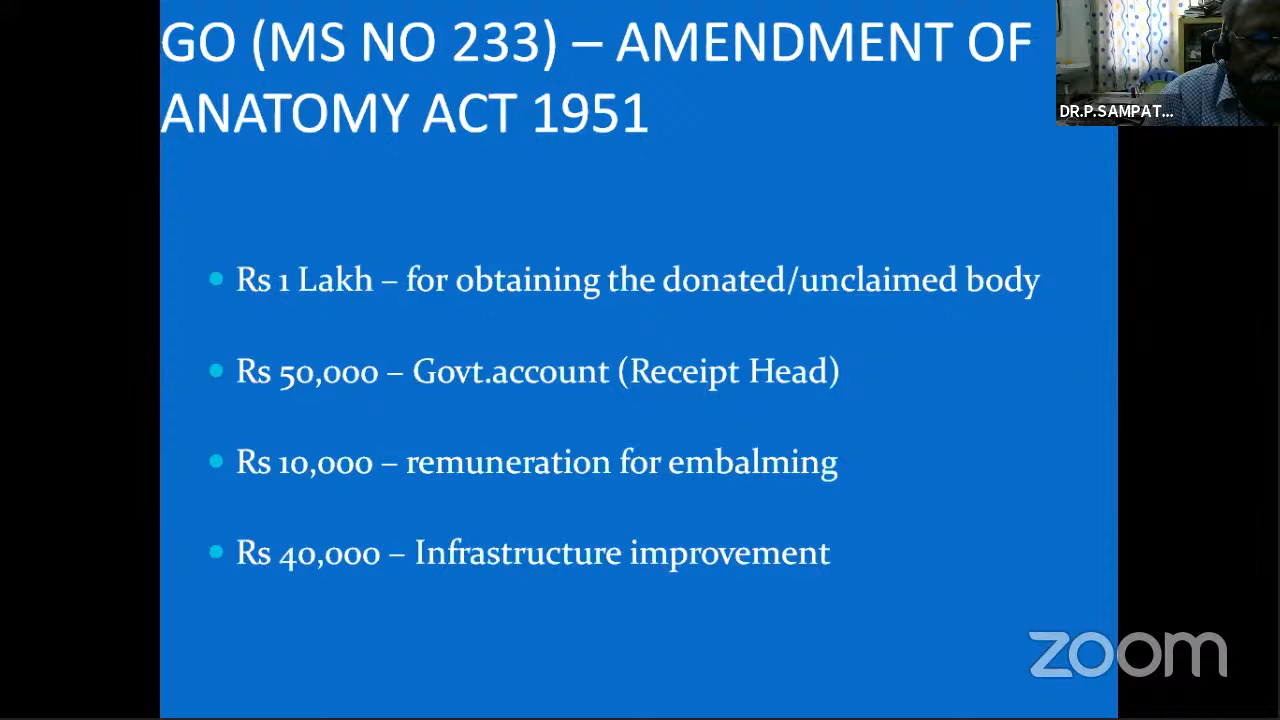 GO (MS NO 233) – AMENDMENT OF
ANATOMY ACT 1951
DR.P.SAMPAT...
• Rs 1 Lakh – for obtaining the donated/unclaimed body
• Rs 50,000 – Govt.account (Receipt Head)
• Rs 10,000 – remuneration for embalming
• Rs 40,000 – Infrastructure improvement
zoom